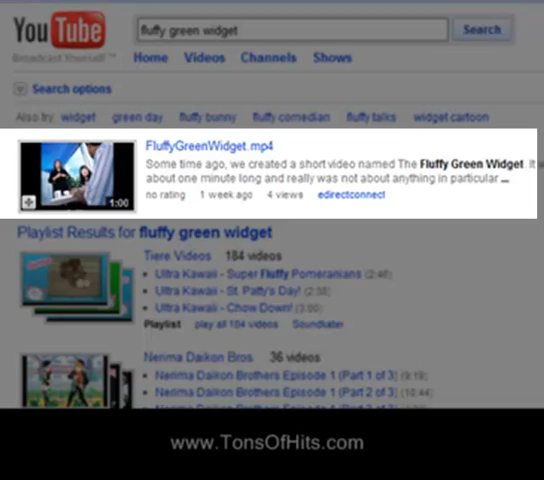 YouTube
fluffy green widget
Search
Broadcast Yourself™
Home Videos Channels Shows
Search options
Also try: widget green day fluffy bunny fluffy comedian fluffy talks widget cartoon
FluffyGreenWidget.mp4
Some time ago, we created a short video named The Fluffy Green Widget. It
about one minute long and really was not about anything in particular ...
no rating 1 week ago 4 views edirectconnect
1:00
Playlist Results for fluffy green widget
Tiere Videos 184 videos
Ultra Kawaii - Super Fluffy Pomeranians (2:46)
Ultra Kawaii - St. Patty's Day!
Ultra Kawaii - Chow Down! (3:00)
Playlist play all 184 videos Soundlater
Nerima Daikon Bros. 36 videos
Nerima Daikon Brothers Episode 1 (Part 1 of 3) (9:19)
Nerima Daikon Brothers Episode 1 (Part 2 of 3) (10:44)
www.TonsOfHits.com